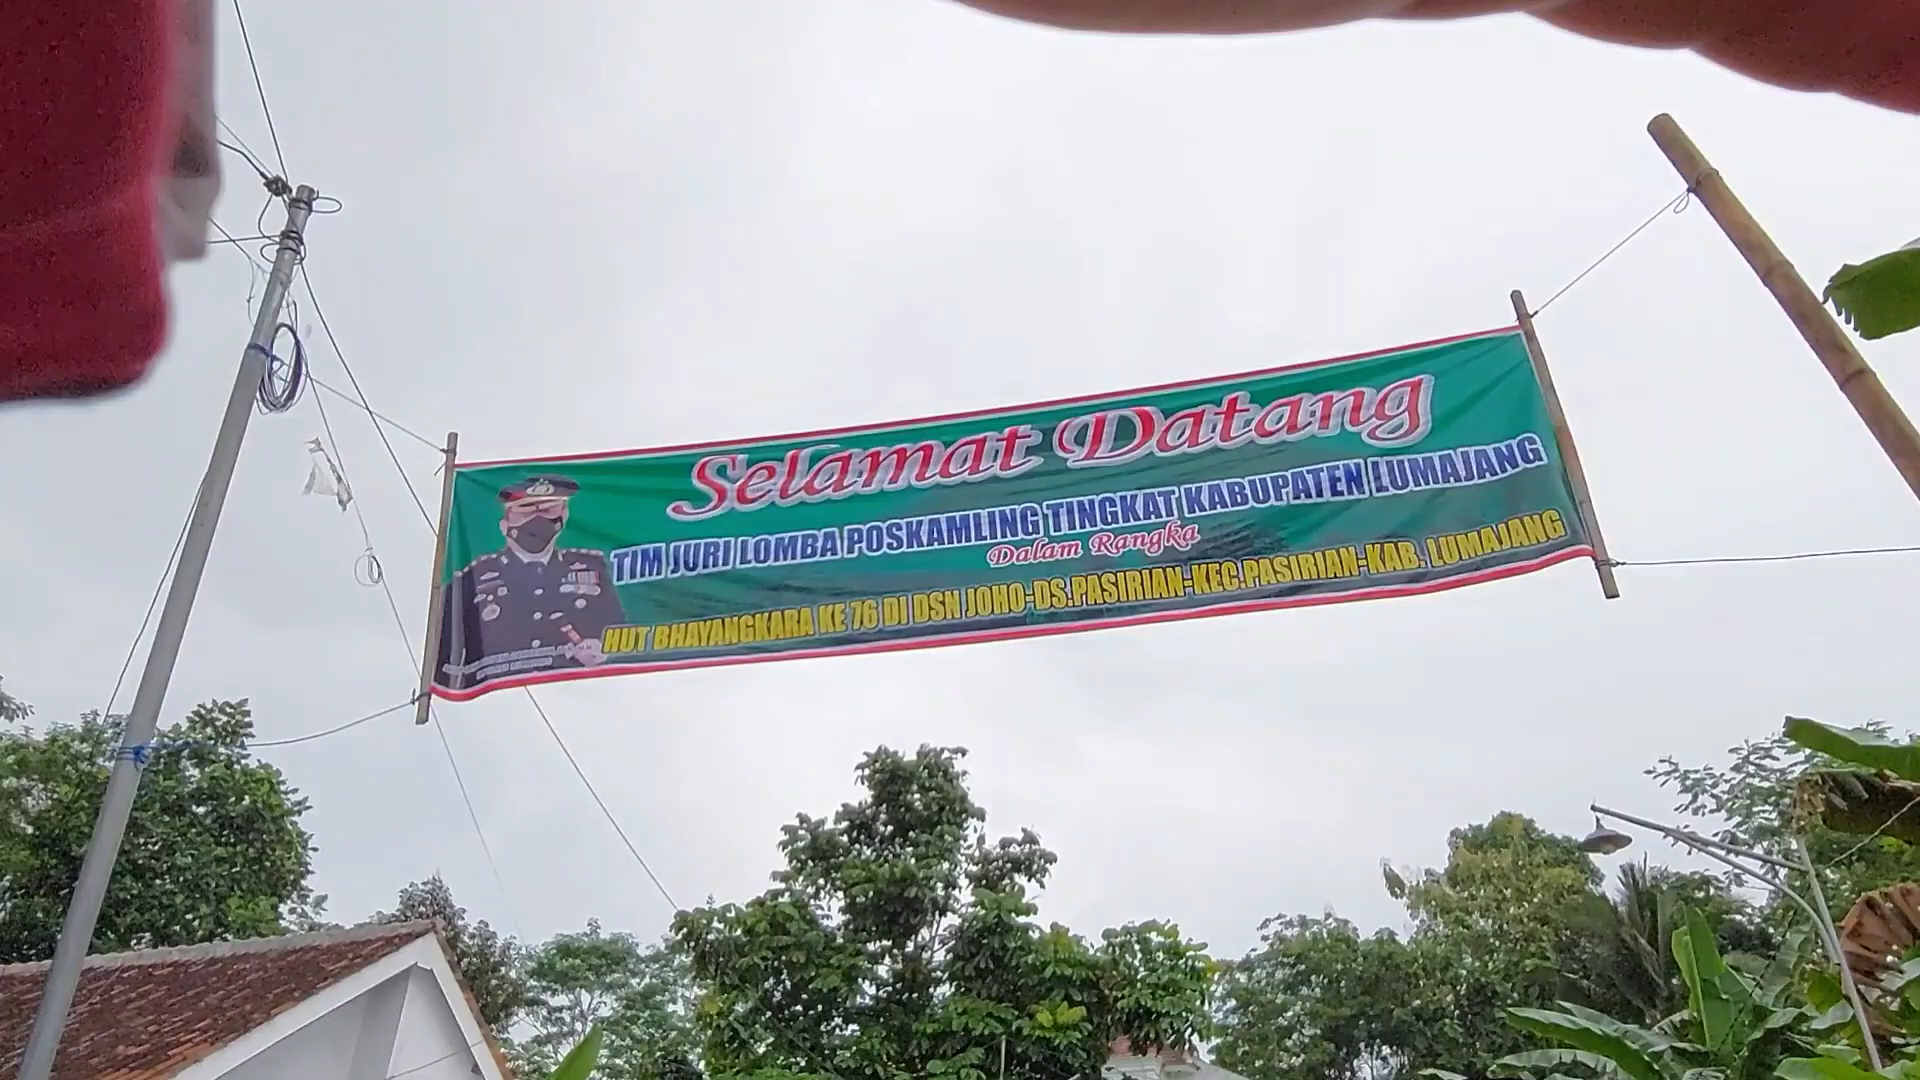 Selamat Datang
TIM JURI LOMBA POSKAMLING TINGKAT KABUPATEN LUMAJANG
Dalam Rangka
HUT BHAYANGKARA KE 76 DI DSN JOHO-DS.PASIRIAN-KEC.PASIRIAN-KAB. LUMAJANG